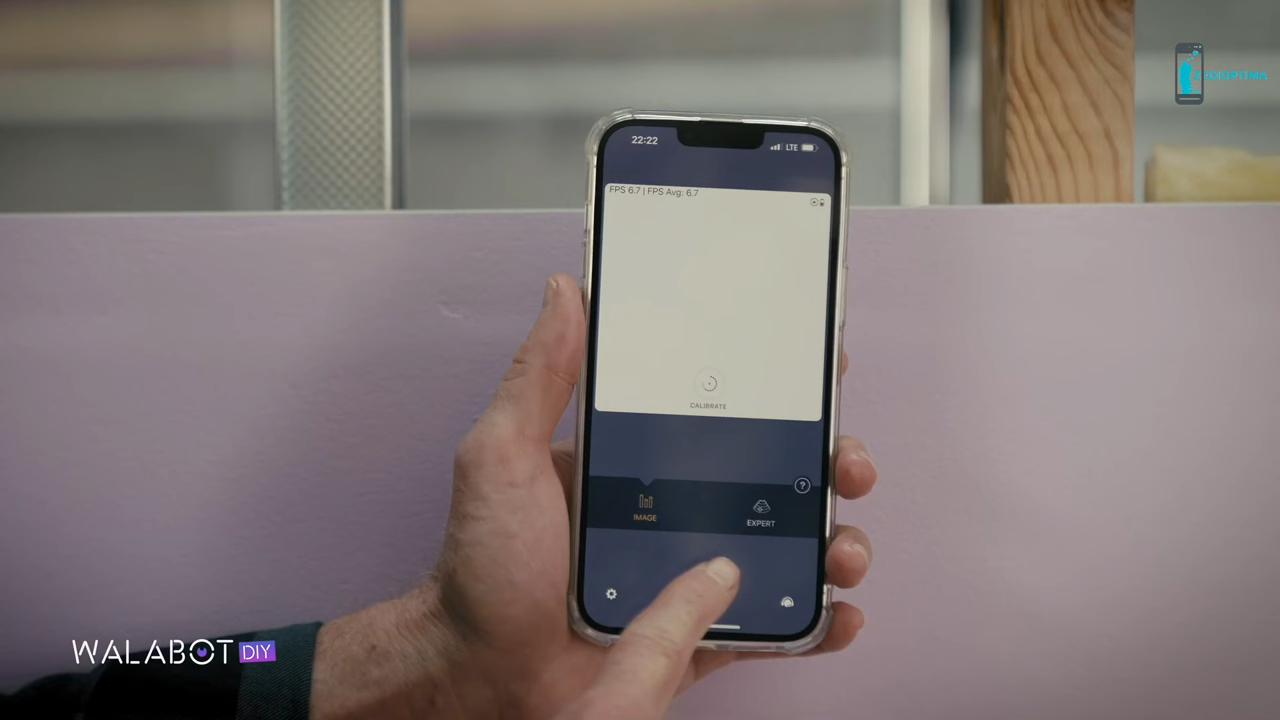 22:22
LTE
FPS 6.7 | FPS Avg: 6.7
CALIBRATE
?
IMAGE
EXPERT
WALABOT DIY